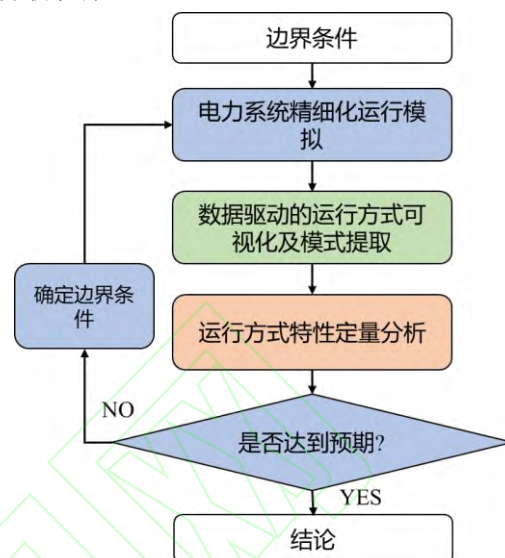 边界条件
电力系统精细化运行模
拟
数据驱动的运行方式可
视化及模式提取
确定边界条
件
运行方式特性定量分析
NO
是否达到预期?
YES
结论